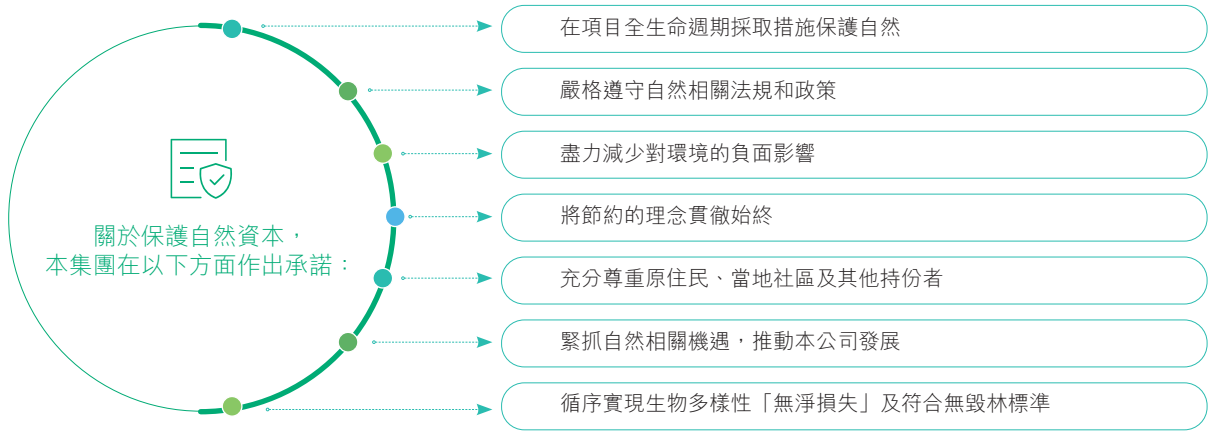 關於保護自然資本，
本集團在以下方面作出承諾：
在項目全生命週期採取措施保護自然
嚴格遵守自然相關法規和政策
盡力減少對環境的負面影響
將節約的理念貫徹始終
充分尊重原住民、當地社區及其他持份者
緊抓自然相關機遇，推動本公司發展
循序實現生物多樣性「無淨損失」及符合無毀林標準